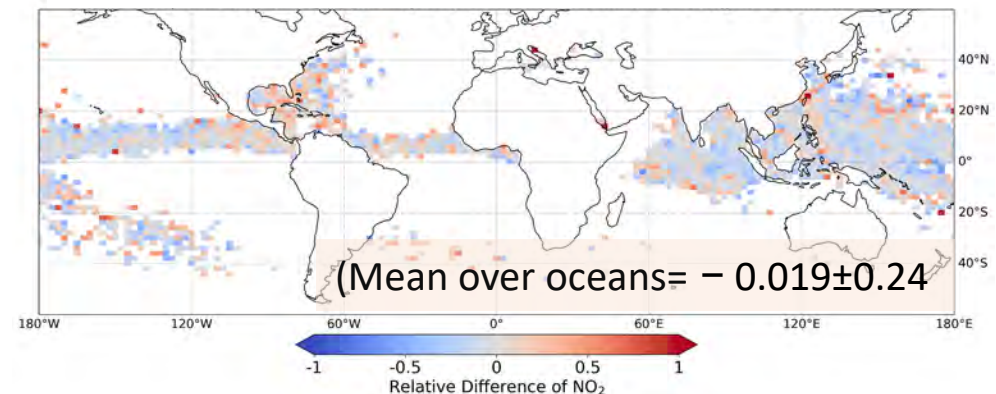 40°N
20°N
0°
20°S
40°S
(Mean over oceans= − 0.019±0.24
180°W 120°W 60°W 0° 60°E 120°E 180°E
-1 -0.5 0 0.5 1
Relative Difference of NO₂